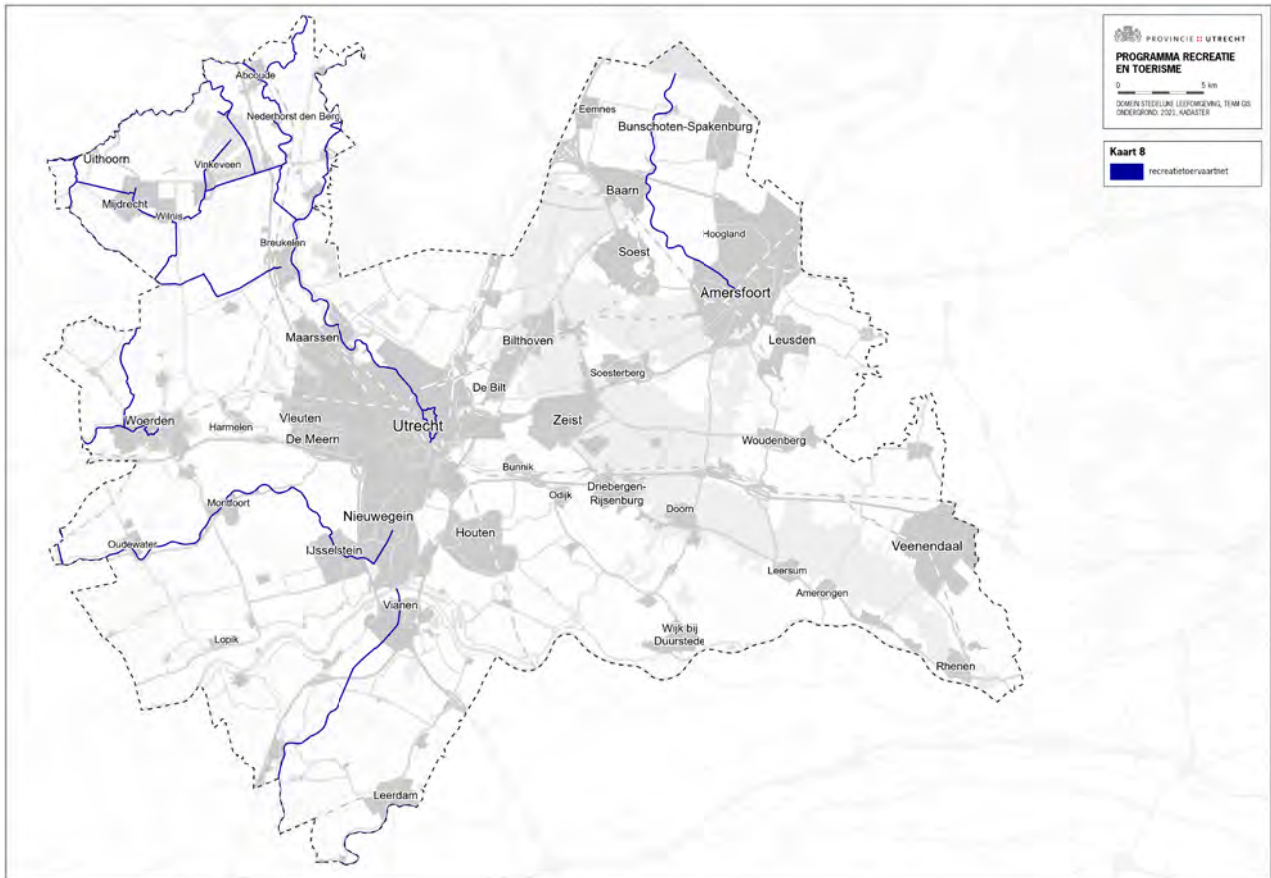 PROVINCIE UTRECHT
PROGRAMMA RECREATIE
EN TOERISME
0 5 km
DOMEIN STEDELIJKE LEEFOMGEVING, TEAM GIS
ONDERGROND: 2021, KADASTER
Kaart 8
recreatietoervaartnet
Abcoude
Nederhorst den Berg
Eemnes
Bunschoten-Spakenburg
Uithoorn
Vinkeveen
Baarn
Mijdrecht
Wilnis
Hoogland
Breukelen
Soest
Amersfoort
Maarssen
Bilthoven
Leusden
Soesterberg
De Bilt
Woerden
Harmelen
Vleuten
Utrecht
Zeist
De Meern
Woudenberg
Bunnik
Driebergen-
Rijsenburg
Odijk
Montfoort
Doorn
Nieuwegein
Houten
Oudewater
IJsselstein
Veenendaal
Leersum
Amerongen
Vianen
Lopik
Wijk bij
Duurstede
Rhenen
Leerdam